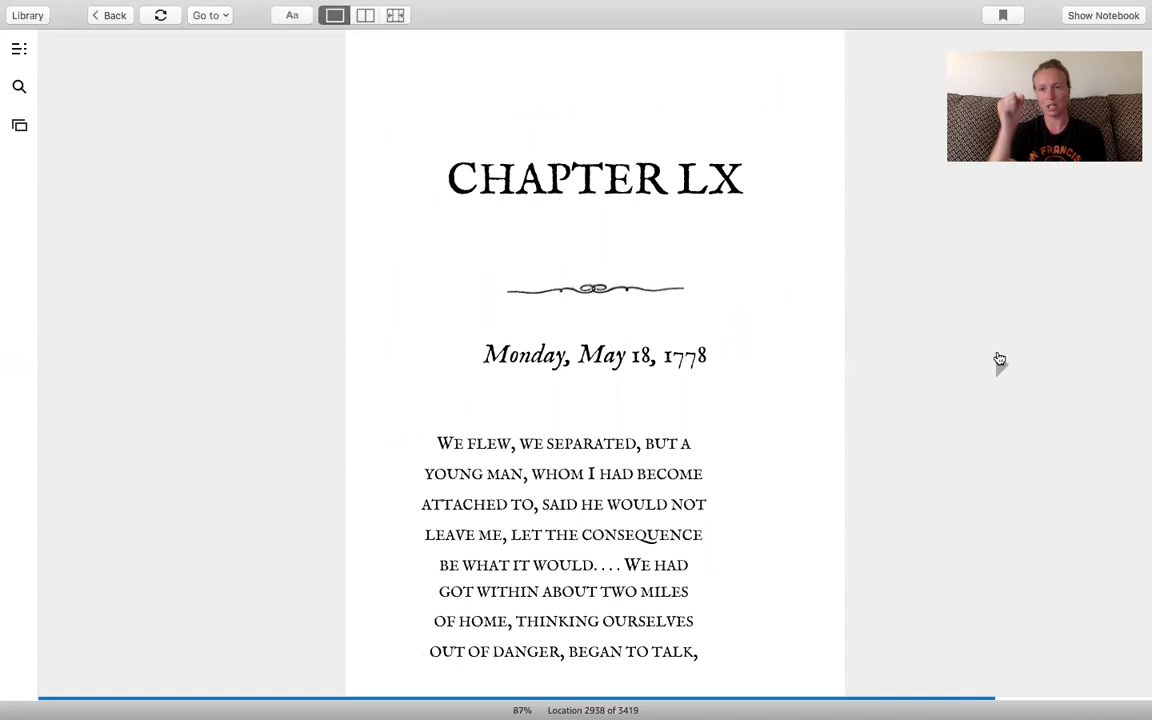 Library
Back
Go to
Aa
Show Notebook
CHAPTER LX
Monday, May 18, 1778
WE FLEW, WE SEPARATED, BUT A
YOUNG MAN, WHOM I HAD BECOME
ATTACHED TO, SAID HE WOULD NOT
LEAVE ME, LET THE CONSEQUENCE
BE WHAT IT WOULD. . . . WE HAD
GOT WITHIN ABOUT TWO MILES
OF HOME, THINKING OURSELVES
OUT OF DANGER, BEGAN TO TALK,
FRANCIS
87% Location 2938 of 3419